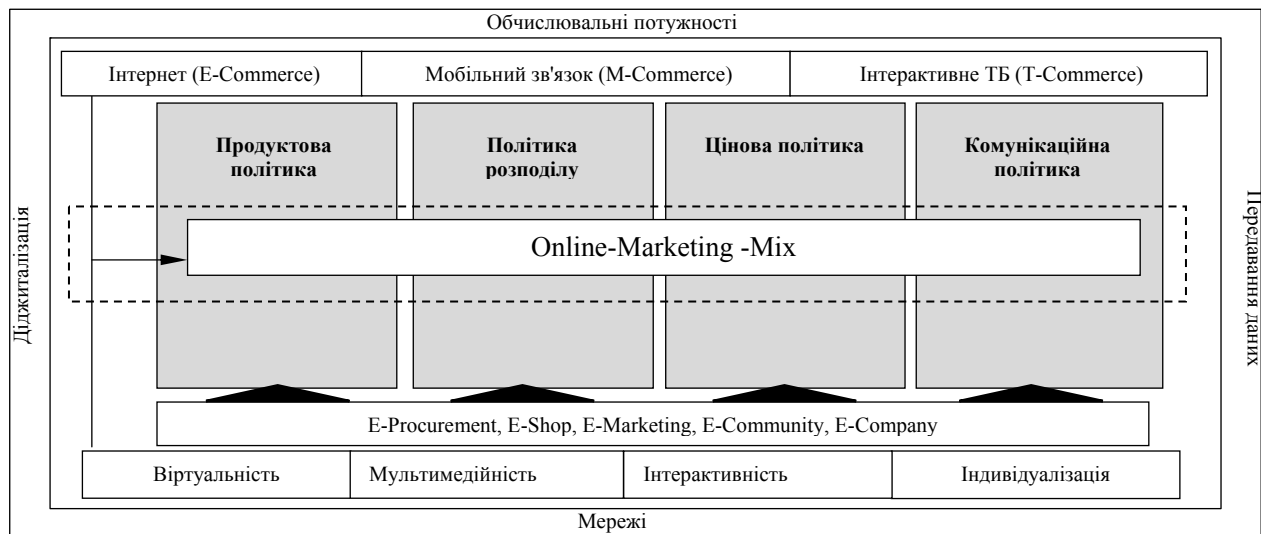 Обчислювальні потужності
Інтернет (E-Commerce)
Мобільний зв'язок (M-Commerce)
Інтерактивне ТБ (T-Commerce)
Продуктова
політика
Політика
розподілу
Цінова політика
Комунікаційна
політика
Діджиталізація
Передавання даних
Online-Marketing -Mix
E-Procurement, E-Shop, E-Marketing, E-Community, E-Company
Віртуальність
Мультимедійність
Інтерактивність
Індивідуалізація
Мережі